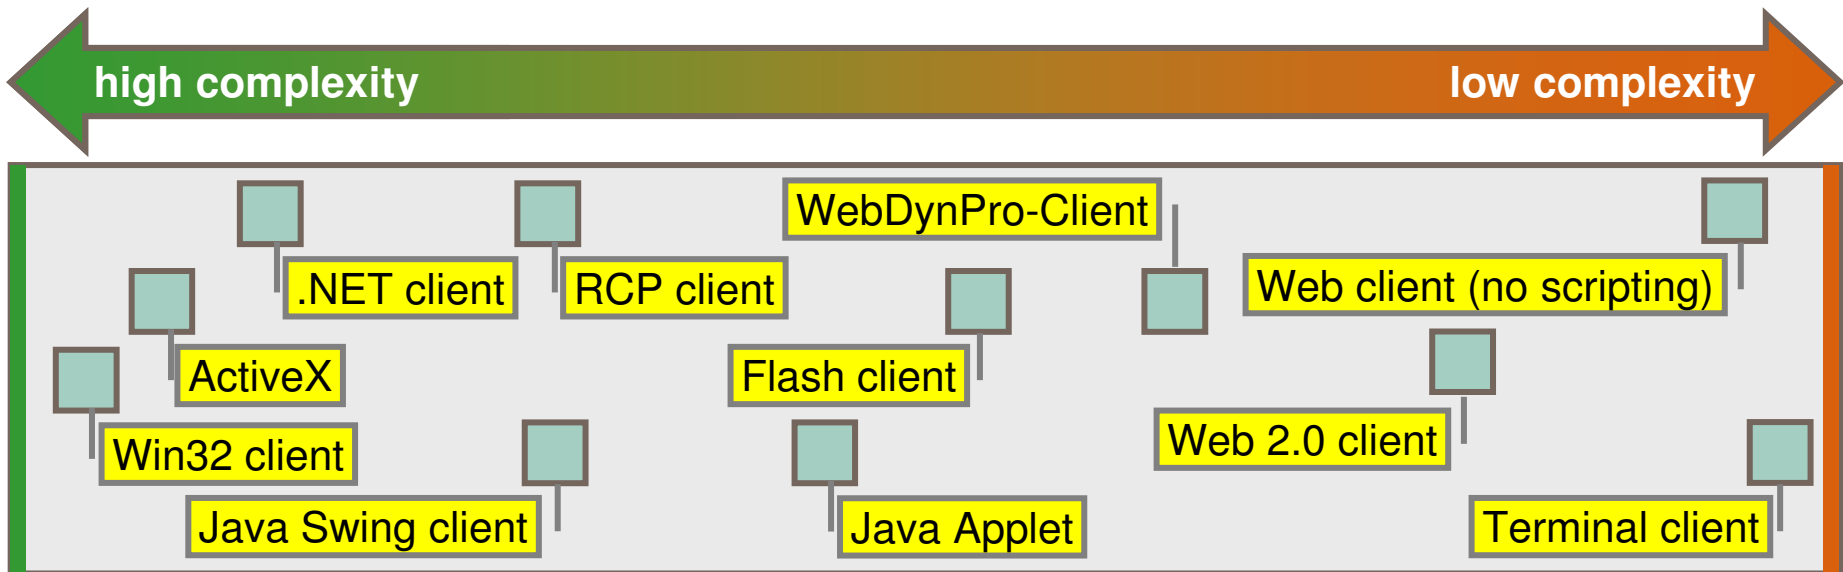 high complexity
low complexity
WebDynPro-Client
.NET client
RCP client
Web client (no scripting)
ActiveX
Flash client
Win32 client
Web 2.0 client
Java Swing client
Java Applet
Terminal client